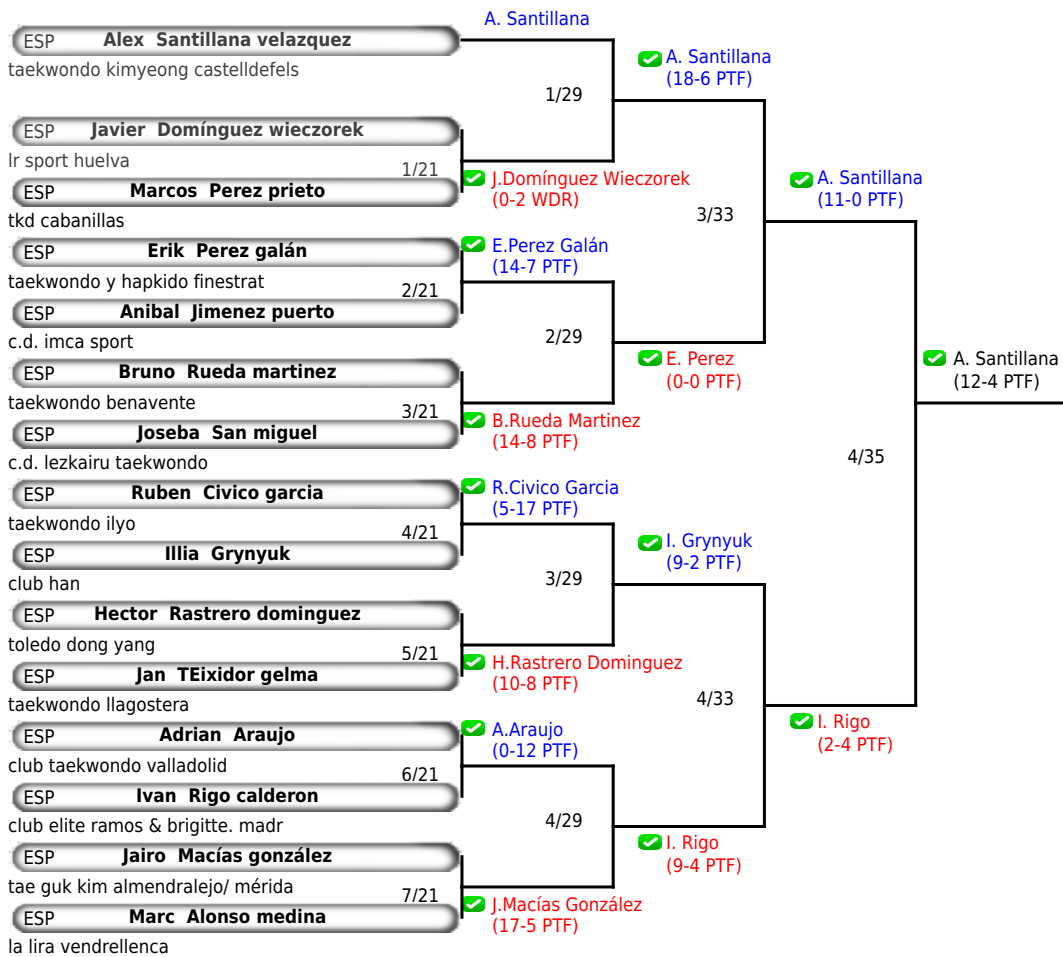 A. Santillana
ESP Alex Santillana velazquez
taekwondo kimyeong castelldefels
A. Santillana
(18-6 PTF)
1/29
ESP Javier Domínguez wieczorek
lr sport huelva
1/21
ESP Marcos Perez prieto
tkd cabanillas
J.Domínguez Wieczorek
(0-2 WDR)
A. Santillana
(11-0 PTF)
3/33
ESP Erik Perez galán
taekwondo y hapkido finestrat
2/21
ESP Anibal Jimenez puerto
c.d. imca sport
E.Perez Galán
(14-7 PTF)
2/29
E. Perez
(0-0 PTF)
A. Santillana
(12-4 PTF)
ESP Bruno Rueda martinez
taekwondo benavente
3/21
ESP Joseba San miguel
c.d. lezkairu taekwondo
B.Rueda Martinez
(14-8 PTF)
4/35
ESP Ruben Civico garcia
taekwondo ilyo
4/21
ESP Illia Grynyuk
club han
R.Civico Garcia
(5-17 PTF)
I. Grynyuk
(9-2 PTF)
3/29
ESP Hector Rastrero dominguez
toledo dong yang
5/21
ESP Jan TEixidor gelma
taekwondo llagostera
H.Rastrero Dominguez
(10-8 PTF)
4/33
I. Rigo
(2-4 PTF)
ESP Adrian Araujo
club taekwondo valladolid
6/21
ESP Ivan Rigo calderon
club elite ramos & brigitte. madr
A.Araujo
(0-12 PTF)
4/29
I. Rigo
(9-4 PTF)
ESP Jairo Macías gonzález
tae guk kim almendralejo/ mérida
7/21
ESP Marc Alonso medina
la lira vendrellenca
J.Macías González
(17-5 PTF)